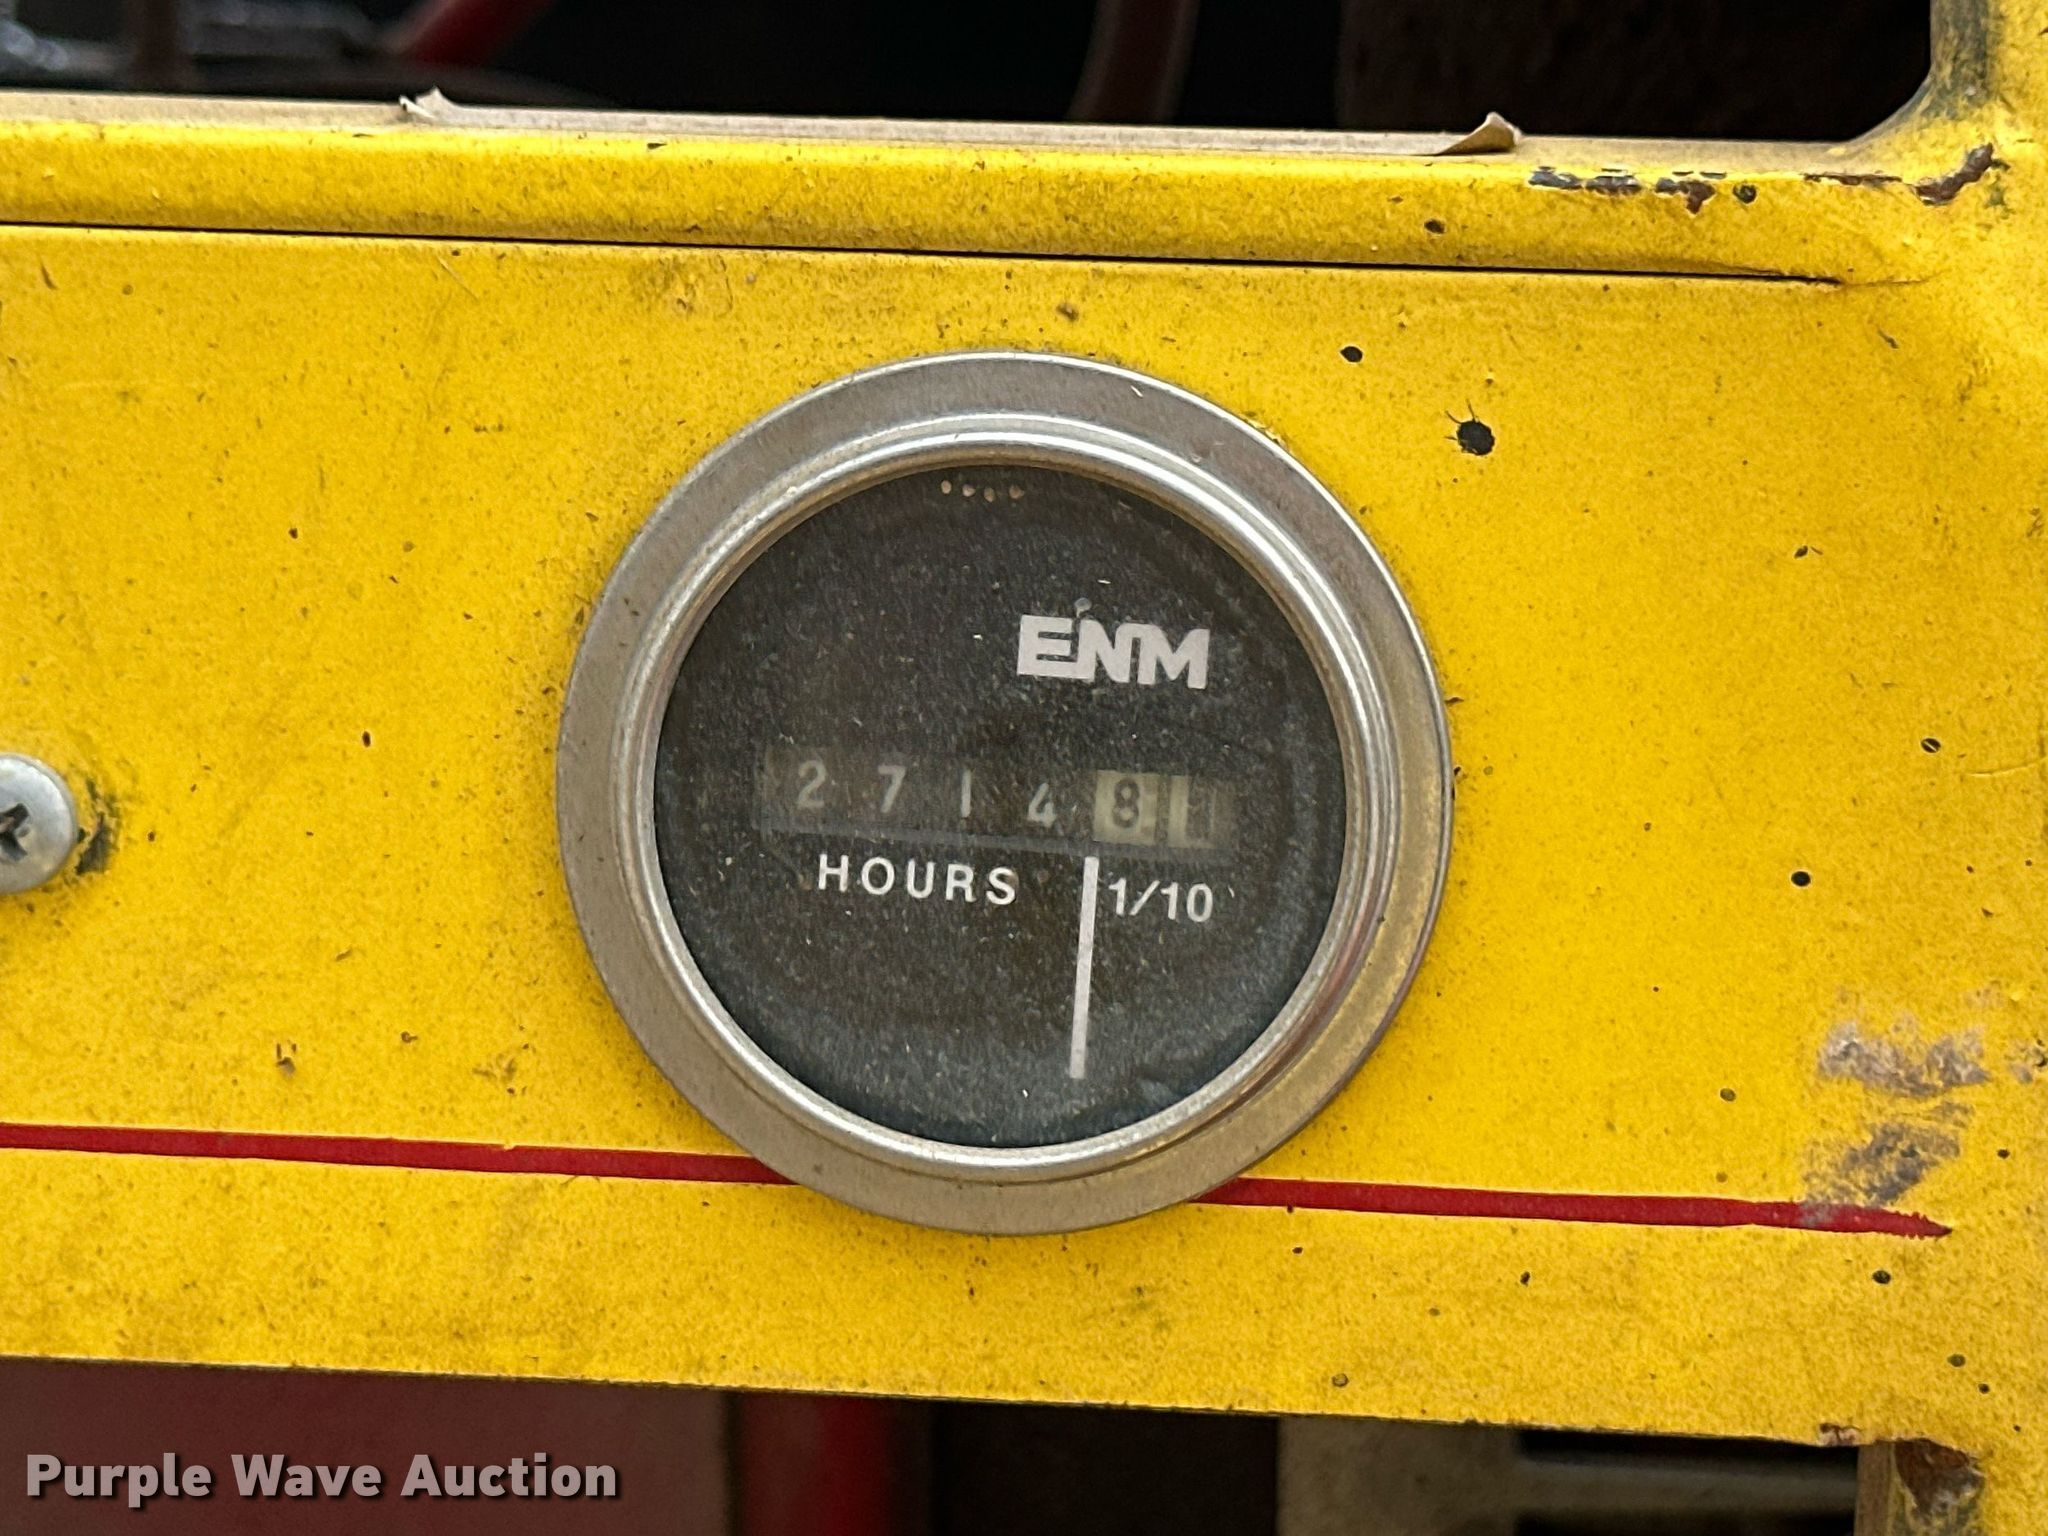 ENM
2 7 1 4 8
HOURS 1/10
Purple Wave Auction